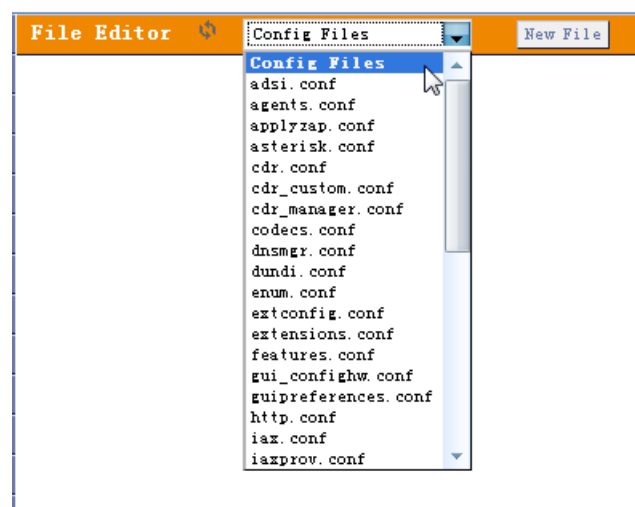 File Editor Config Files New File
Config Files
adsi.conf
agents.conf
applyzap.conf
asterisk.conf
cdr.conf
cdr_custom.conf
cdr_manager.conf
codecs.conf
dnsmgr.conf
dundi.conf
enum.conf
extconfig.conf
extensions.conf
features.conf
gui_confighw.conf
guipreferences.conf
http.conf
iax.conf
iaxprov.conf